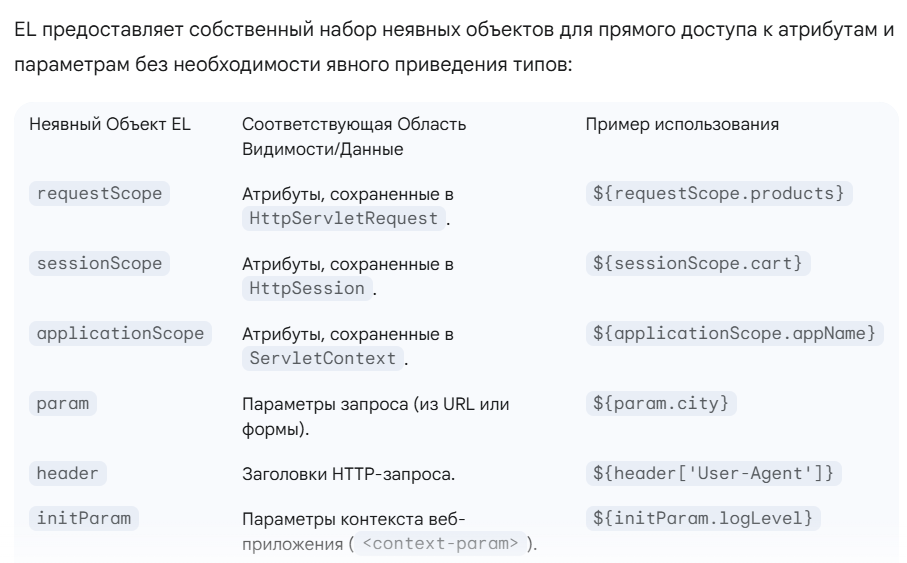 EL предоставляет собственный набор неявных объектов для прямого доступа к атрибутам и
параметрам без необходимости явного приведения типов:
Неявный Объект EL
Соответствующая Область
Видимости/Данные
Пример использования
requestScope
Атрибуты, сохраненные в
HttpServletRequest.
${requestScope.products}
sessionScope
Атрибуты, сохраненные в
HttpSession.
${sessionScope.cart}
applicationScope
Атрибуты, сохраненные в
ServletContext.
${applicationScope.appName}
param
Параметры запроса (из URL или
формы).
${param.city}
header
Заголовки HTTP-запроса.
${header['User-Agent']}
initParam
Параметры контекста веб-
приложения (<context-param>).
${initParam.logLevel}